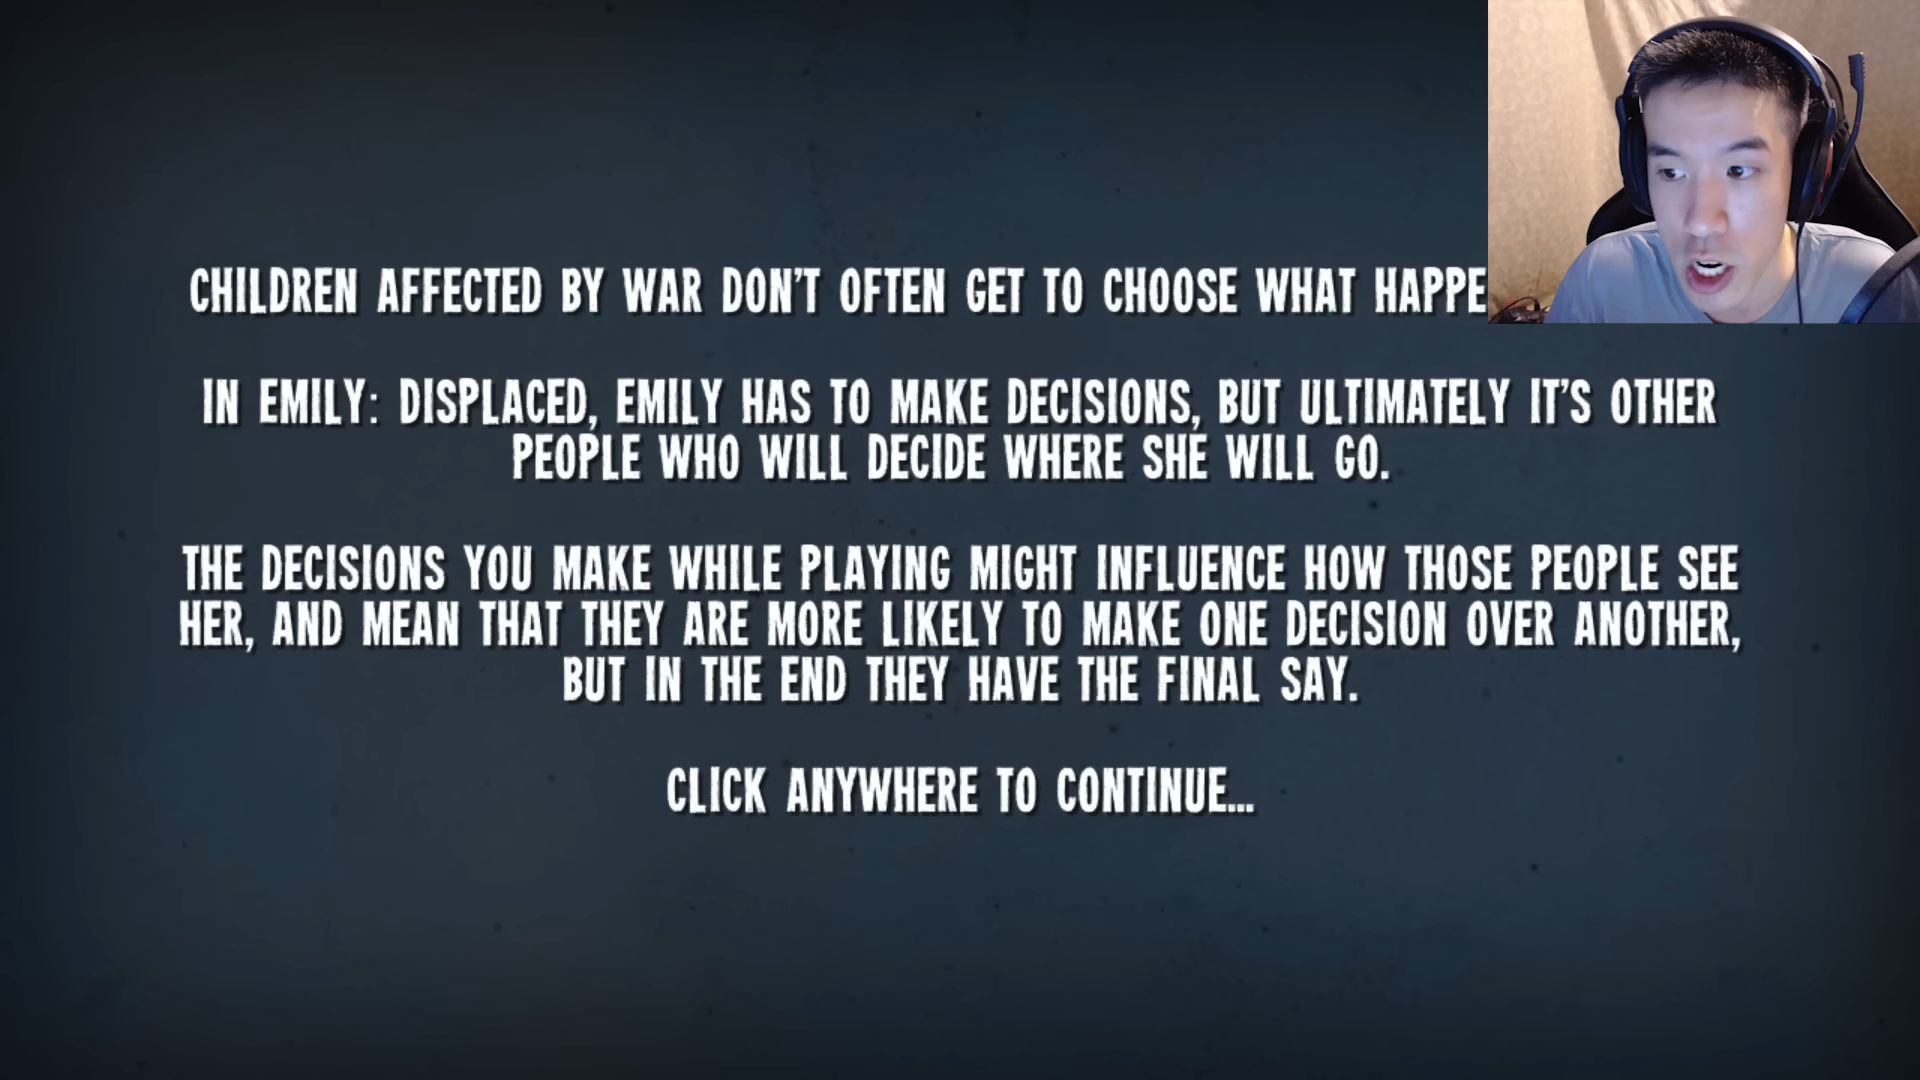 CHILDREN AFFECTED BY WAR DON'T OFTEN GET TO CHOOSE WHAT
IN EMILY: DISPLACED, EMILY HAS TO MAKE DECISIONS, BUT ULTIMATELY IT'S OTHER
PEOPLE WHO WILL DECIDE WHERE SHE WILL GO.
THE DECISIONS YOU MAKE WHILE PLAYING MIGHT INFLUENCE HOW THOSE PEOPLE SEE
HER, AND MEAN THAT THEY ARE MORE LIKELY TO MAKE ONE DECISION OVER ANOTHER,
BUT IN THE END THEY HAVE THE FINAL SAY.
CLICK ANYWHERE TO CONTINUE...